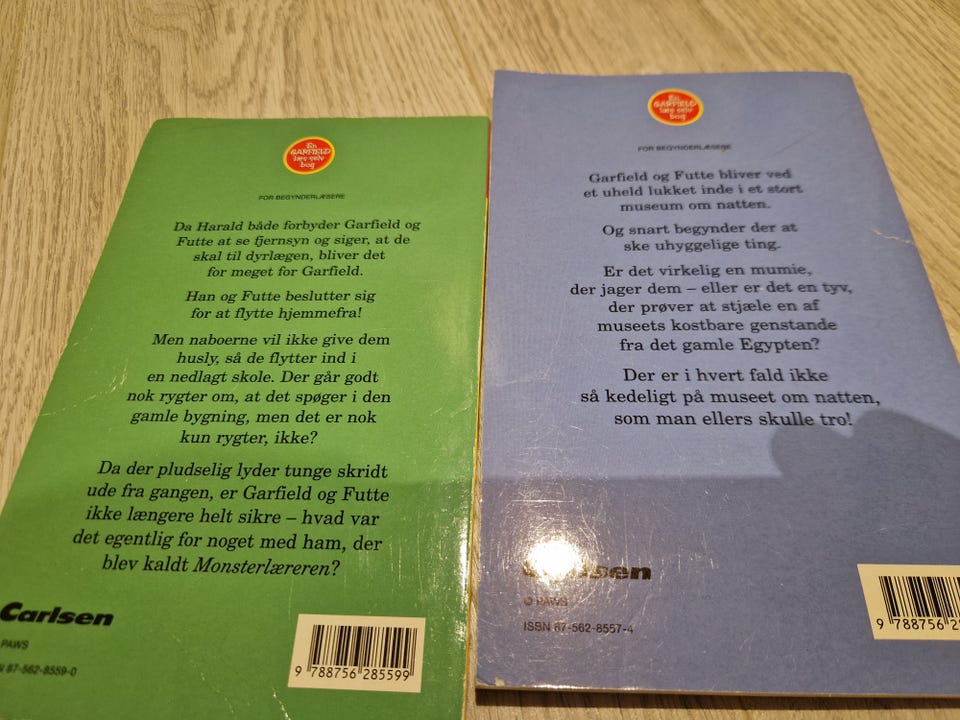 En
GARFIELD
læs selv
bog
FOR BEGYNDERLÆSERE
Da Harald både forbyder Garfield og
Futte at se fjernsyn og siger, at de
skal til dyrlægen, bliver det
for meget for Garfield.
Han og Futte beslutter sig
for at flytte hjemmefra!
Men naboerne vil ikke give dem
husly, så de flytter ind i
en nedlagt skole. Der går godt
nok rygter om, at det spøger i den
gamle bygning, men det er nok
kun rygter, ikke?
Da der pludselig lyder tunge skridt
ude fra gangen, er Garfield og Futte
ikke længere helt sikre – hvad var
det egentlig for noget med ham, der
blev kaldt Monsterlæreren?
Carlsen
PAWS
N 87-562-8559-0
9 788756 285599
En
GARFIELD
læs selv
bog
FOR BEGYNDERLÆSERE
Garfield og Futte bliver ved
et uheld lukket inde i et stort
museum om natten.
Og snart begynder der at
ske uhyggelige ting.
Er det virkelig en mumie,
der jager dem – eller er det en tyv,
der prøver at stjæle en af
museets kostbare genstande
fra det gamle Egypten?
Der er i hvert fald ikke
så kedeligt på museet om natten,
som man ellers skulle tro!
Carlsen
© PAWS
ISBN 87-562-8557-4
9 788756 28